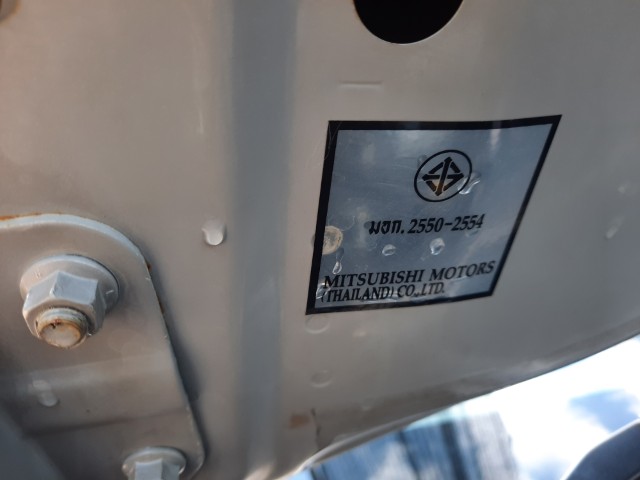 มอก. 2550-2554
MITSUBISHI MOTORS
(THAILAND) CO., LTD.